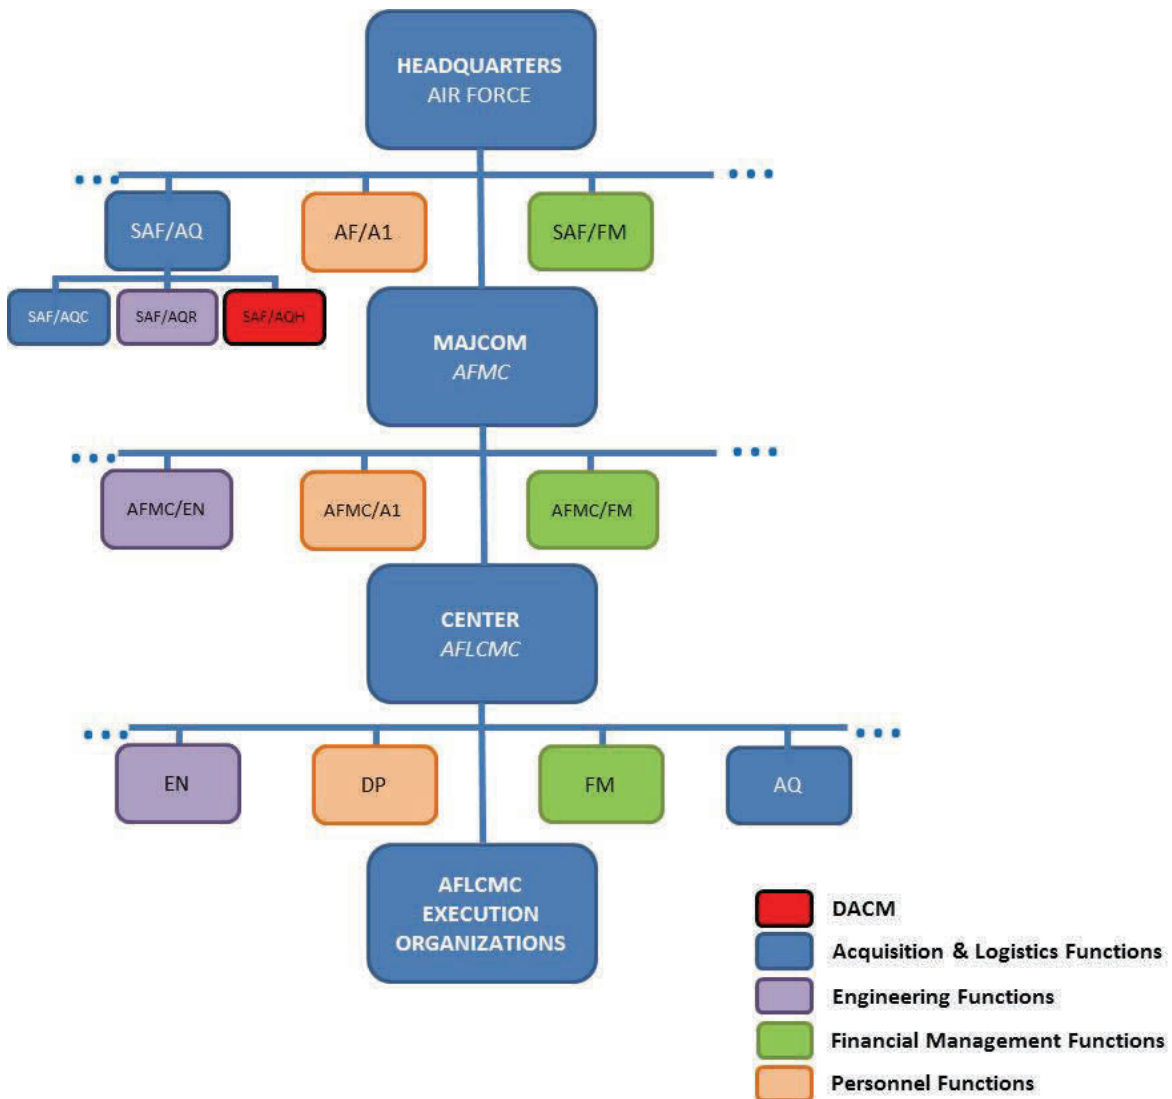 HEADQUARTERS
AIR FORCE
SAF/AQ
AF/A1
SAF/FM
SAF/AQC
SAF/AQR
SAF/AQH
MAJCOM
AFMC
AFMC/EN
AFMC/A1
AFMC/FM
CENTER
AFLCMC
EN
DP
FM
AQ
AFLCMC
EXECUTION
ORGANIZATIONS
DACM
Acquisition & Logistics Functions
Engineering Functions
Financial Management Functions
Personnel Functions